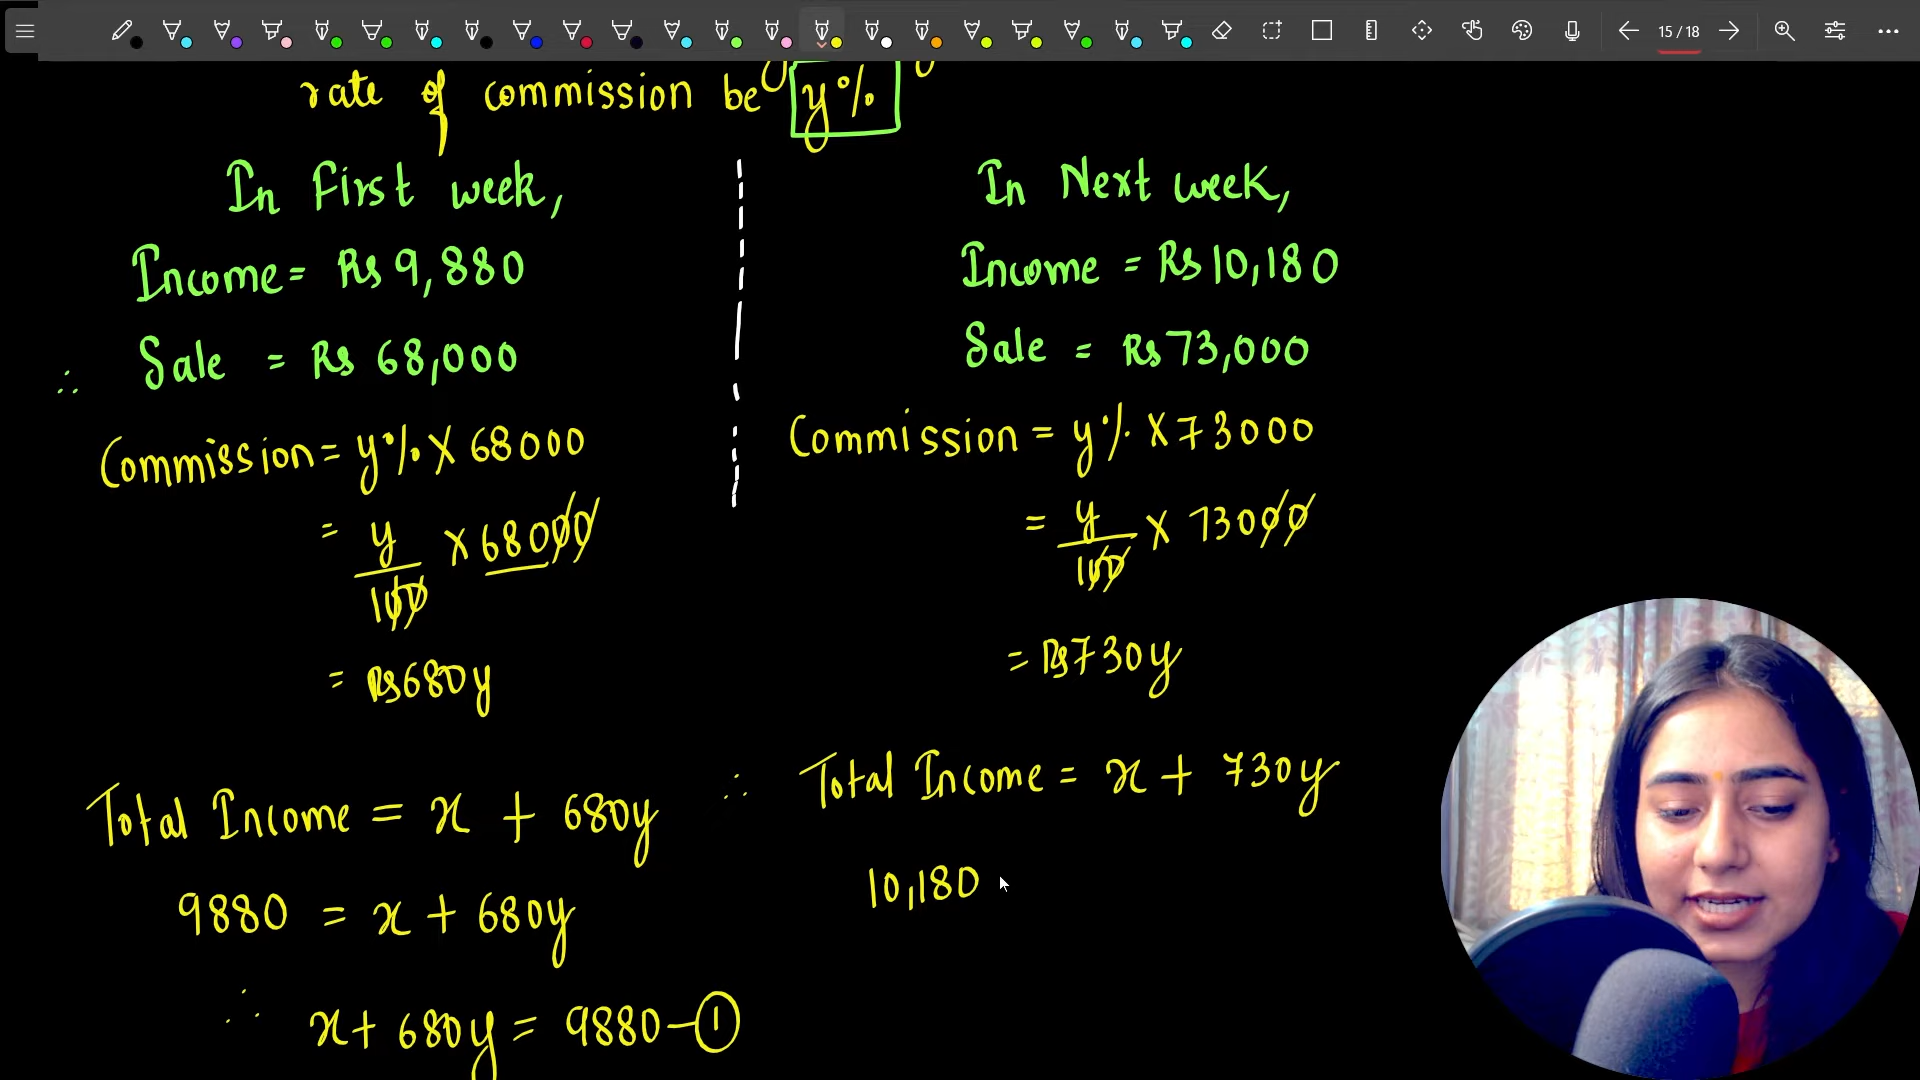 15 / 18
rate of commission be y%
In First week,
Income = Rs 9,880
∴ Sale = Rs 68,000
Commission = y% X 68000
= y/100 X 68000
= Rs 680y
Total Income = x + 680y
9880 = x + 680y
∴ x + 680y = 9880 - ①
In Next week,
Income = Rs 10,180
Sale = Rs 73,000
Commission = y% X 73000
= y/100 X 73000
= Rs 730y
∴ Total Income = x + 730y
10,180